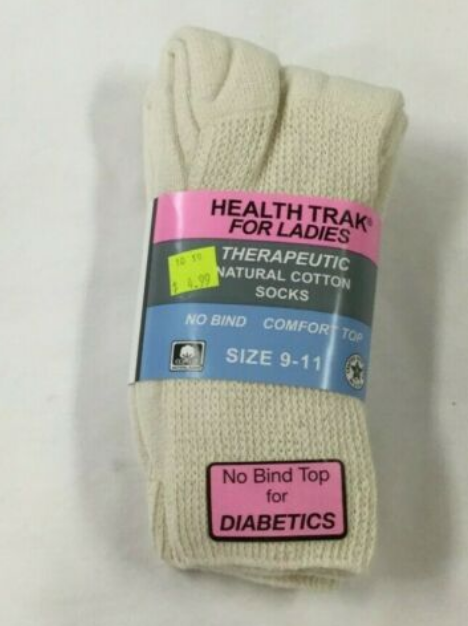 HEALTH TRAK®
FOR LADIES
THERAPEUTIC
NATURAL COTTON
SOCKS
$ 4.99
NO BIND COMFORT TOP
SIZE 9-11
No Bind Top
for
DIABETICS